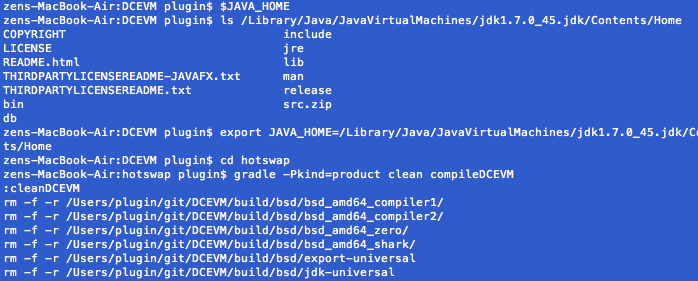 zens-MacBook-Air:DCEVM plugin$ $JAVA_HOME
zens-MacBook-Air:DCEVM plugin$ ls /Library/Java/JavaVirtualMachines/jdk1.7.0_45.jdk/Contents/Home
COPYRIGHT include
LICENSE jre
README.html lib
THIRDPARTYLICENSEREADME-JAVAFX.txt man
THIRDPARTYLICENSEREADME.txt release
bin src.zip
db
zens-MacBook-Air:DCEVM plugin$ export JAVA_HOME=/Library/Java/JavaVirtualMachines/jdk1.7.0_45.jdk/Conten
ts/Home
zens-MacBook-Air:DCEVM plugin$ cd hotswap
zens-MacBook-Air:hotswap plugin$ gradle -Pkind=product clean compileDCEVM
:cleanDCEVM
rm -f -r /Users/plugin/git/DCEVM/build/bsd/bsd_amd64_compiler1/
rm -f -r /Users/plugin/git/DCEVM/build/bsd/bsd_amd64_compiler2/
rm -f -r /Users/plugin/git/DCEVM/build/bsd/bsd_amd64_zero/
rm -f -r /Users/plugin/git/DCEVM/build/bsd/bsd_amd64_shark/
rm -f -r /Users/plugin/git/DCEVM/build/bsd/export-universal
rm -f -r /Users/plugin/git/DCEVM/build/bsd/jdk-universal